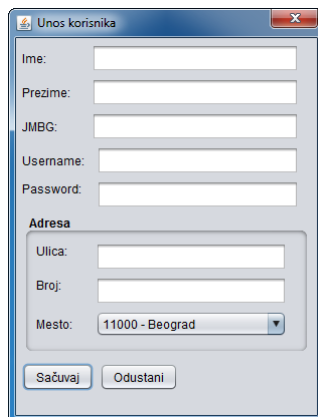 Unos korisnika
Ime:
Prezime:
JMBG:
Username:
Password:
Adresa
Ulica:
Broj:
Mesto: 11000 - Beograd
Sačuvaj Odustani